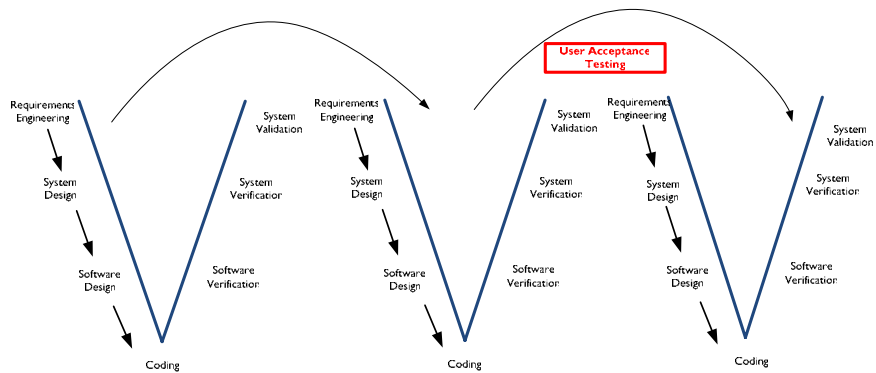 User Acceptance
Testing
Requirements
Engineering
System
Validation
System
Design
System
Verification
Software
Design
Software
Verification
Coding
Requirements
Engineering
System
Validation
System
Design
System
Verification
Software
Design
Software
Verification
Coding
Requirements
Engineering
System
Validation
System
Design
System
Verification
Software
Design
Software
Verification
Coding